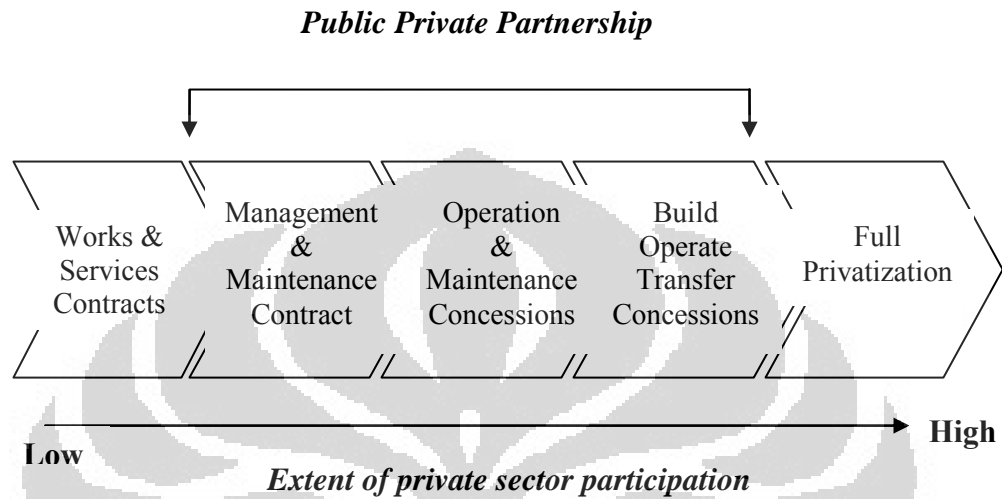 Public Private Partnership
Works &
Services
Contracts
Management
&
Maintenance
Contract
Operation
&
Maintenance
Concessions
Build
Operate
Transfer
Concessions
Full
Privatization
Low
High
Extent of private sector participation